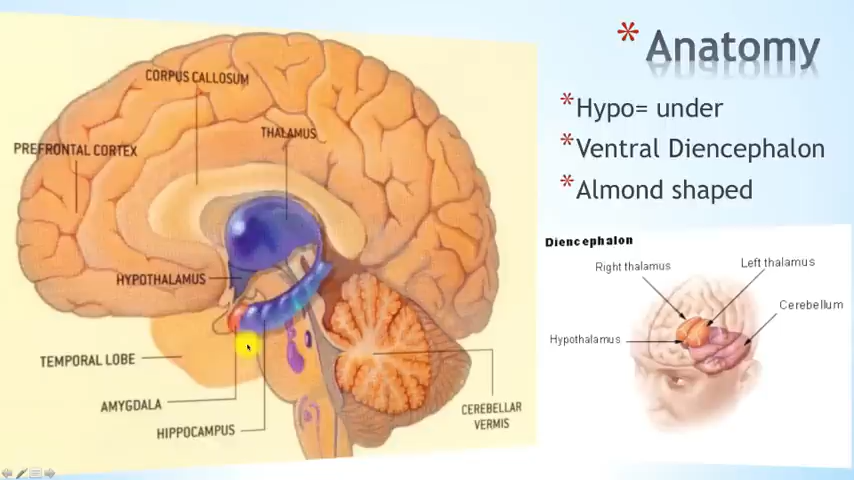 * Anatomy
* Hypo= under
* Ventral Diencephalon
* Almond shaped
CORPUS CALLOSUM
THALAMUS
PREFRONTAL CORTEX
HYPOTHALAMUS
TEMPORAL LOBE
AMYGDALA
HIPPOCAMPUS
CEREBELLAR
VERMIS
Diencephalon
Right thalamus
Left thalamus
Cerebellum
Hypothalamus